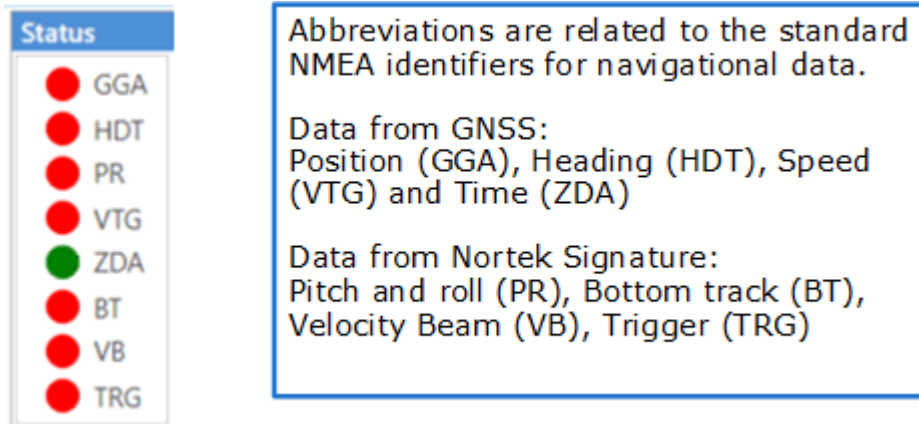 Status
GGA
HDT
PR
VTG
ZDA
BT
VB
TRG
Abbreviations are related to the standard
NMEA identifiers for navigational data.
Data from GNSS:
Position (GGA), Heading (HDT), Speed
(VTG) and Time (ZDA)
Data from Nortek Signature:
Pitch and roll (PR), Bottom track (BT),
Velocity Beam (VB), Trigger (TRG)